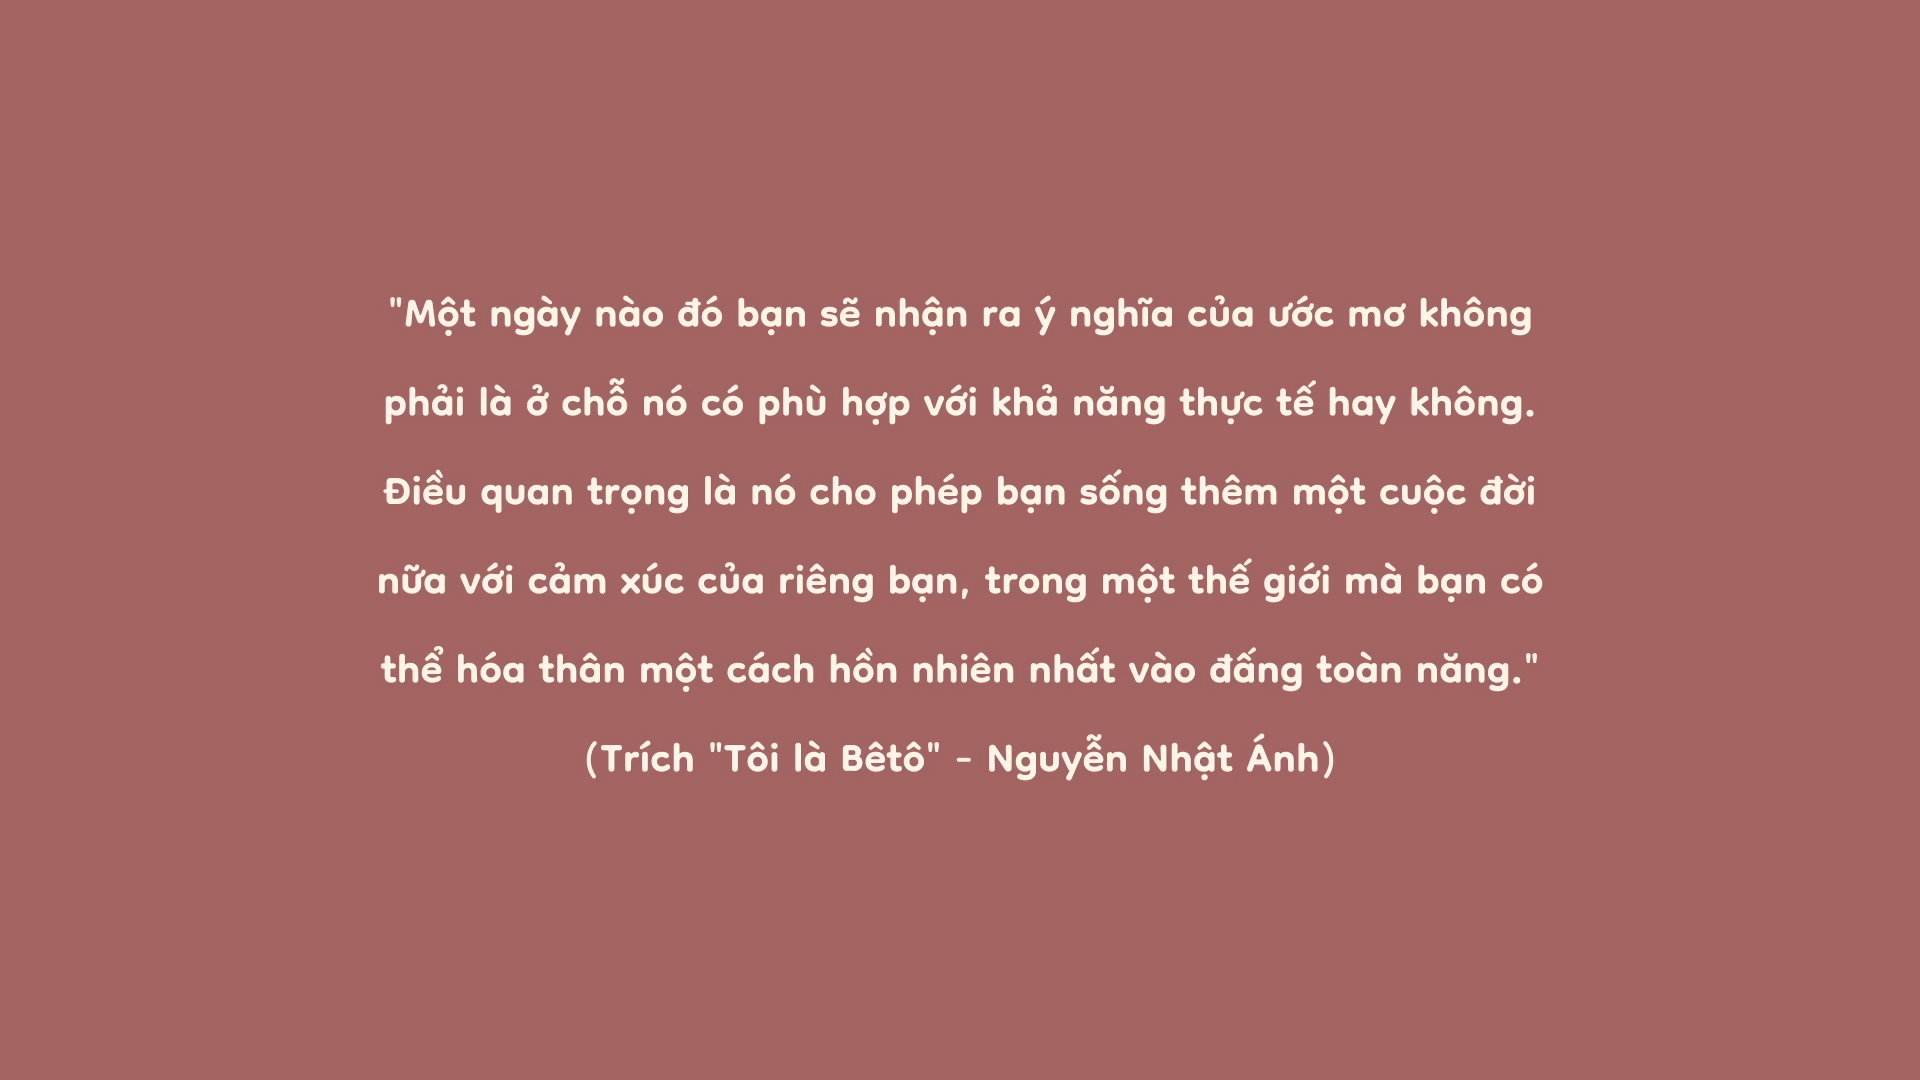 "Một ngày nào đó bạn sẽ nhận ra ý nghĩa của ước mơ không
phải là ở chỗ nó có phù hợp với khả năng thực tế hay không.
Điều quan trọng là nó cho phép bạn sống thêm một cuộc đời
nữa với cảm xúc của riêng bạn, trong một thế giới mà bạn có
thể hóa thân một cách hồn nhiên nhất vào đấng toàn năng."
(Trích "Tôi là Bêtô" - Nguyễn Nhật Ánh)